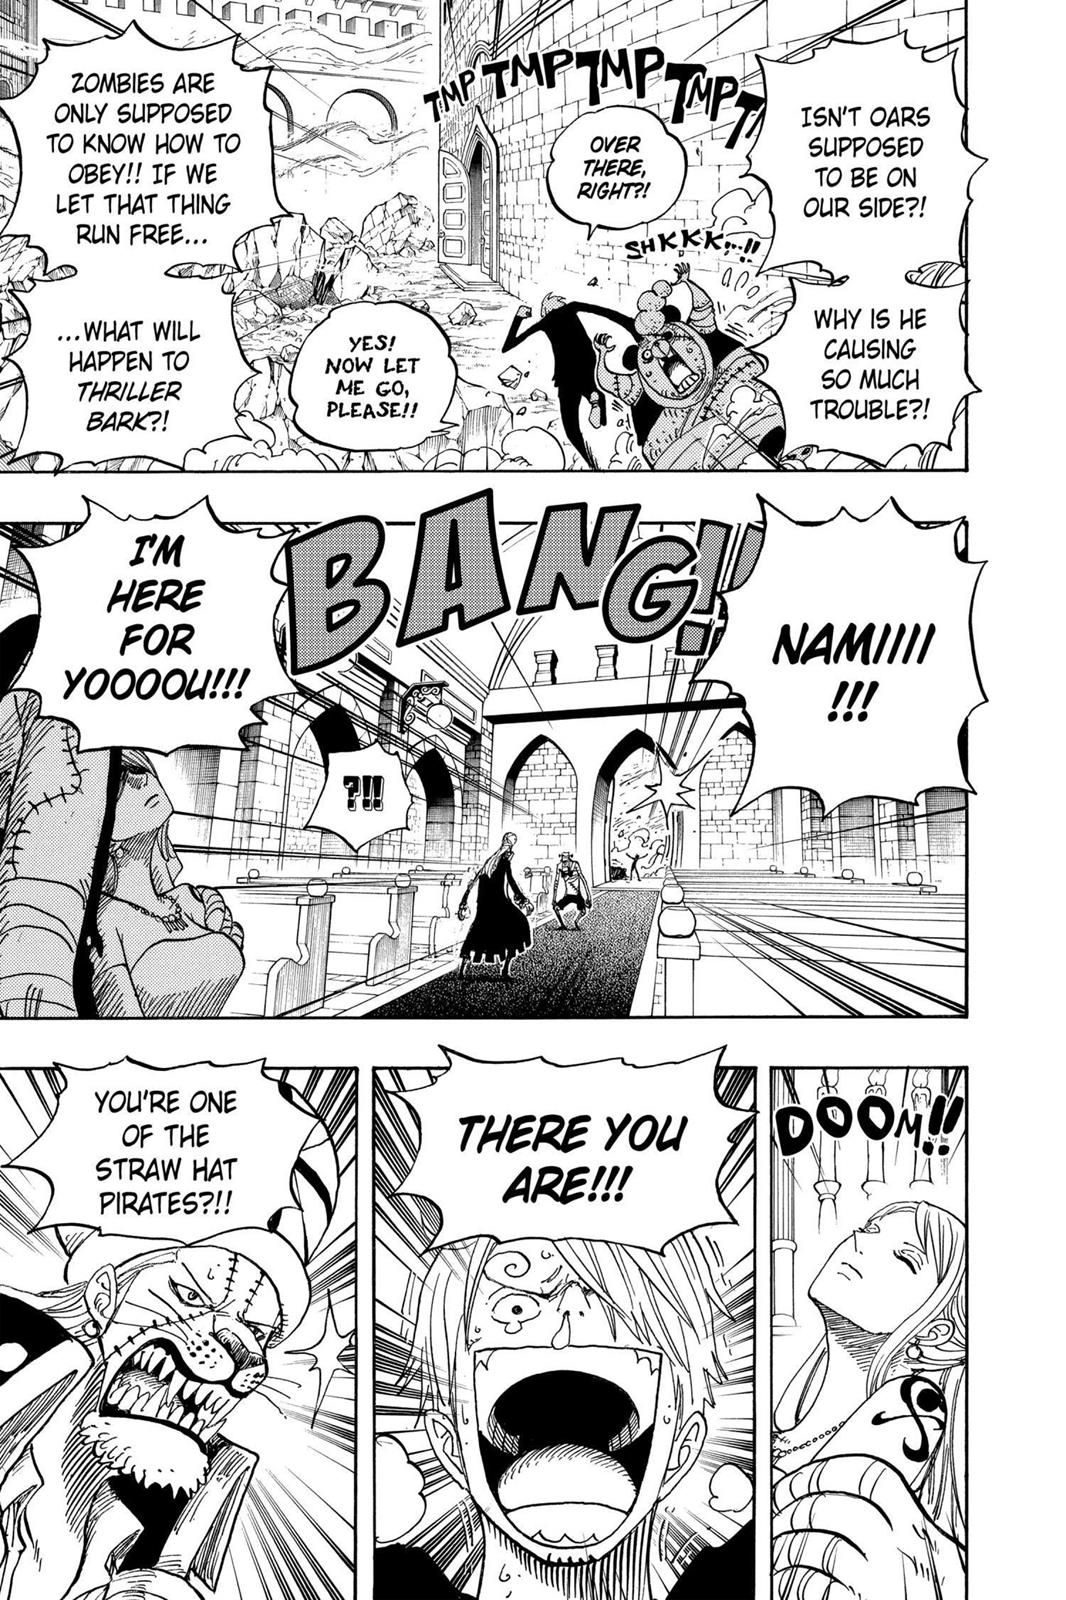 ISN'T OARS
SUPPOSED
TO BE ON
OUR SIDE?!
WHY IS HE
CAUSING
SO MUCH
TROUBLE?!
TMP TMP TMP TMP T
OVER
THERE,
RIGHT?!
SHKKK...!!
YES!
NOW LET
ME GO,
PLEASE!!
ZOMBIES ARE
ONLY SUPPOSED
TO KNOW HOW TO
OBEY!! IF WE
LET THAT THING
RUN FREE...
...WHAT WILL
HAPPEN TO
THRILLER
BARK?!
NAMIIII
!!!
BANG!!
?!!
I'M
HERE
FOR
YOOOOU!!!
DOOM!!
THERE YOU
ARE!!!
YOU'RE ONE
OF THE
STRAW HAT
PIRATES?!!